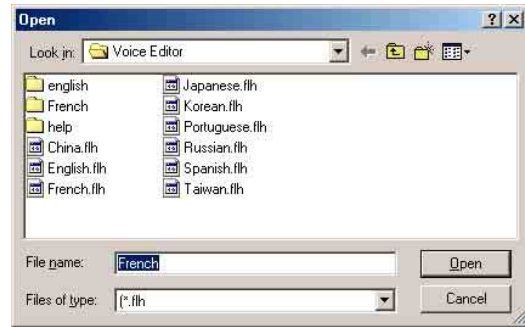 Open
Look in: Voice Editor
english
French
help
China.flh
English.flh
French.flh
Japanese.flh
Korean.flh
Portuguese.flh
Russian.flh
Spanish.flh
Taiwan.flh
File name: French Open
Files of type: (*.flh Cancel